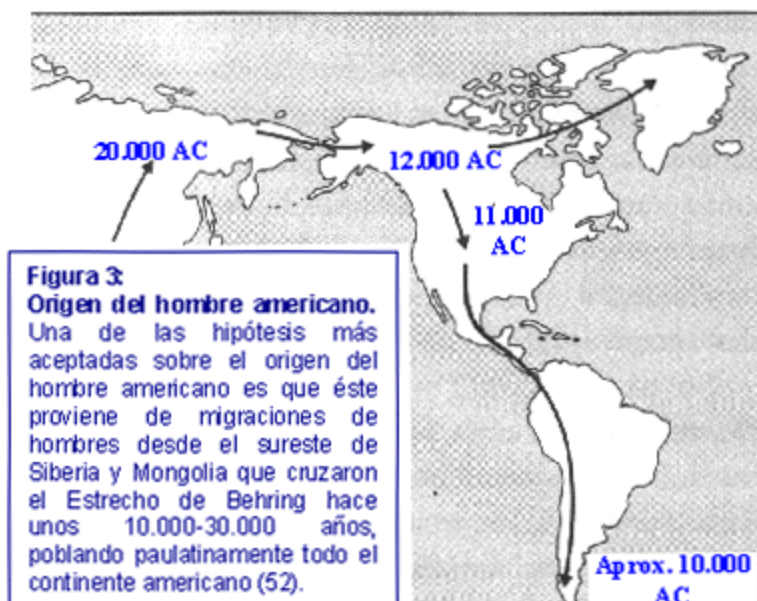 20.000 AC
12.000 AC
11.000
AC
Figura 3:
Origen del hombre americano.
Una de las hipótesis más
aceptadas sobre el origen del
hombre americano es que éste
proviene de migraciones de
hombres desde el sureste de
Siberia y Mongolia que cruzaron
el Estrecho de Behring hace
unos 10.000-30.000 años,
poblando paulatinamente todo el
continente americano (52).
Aprox. 10.000
AC